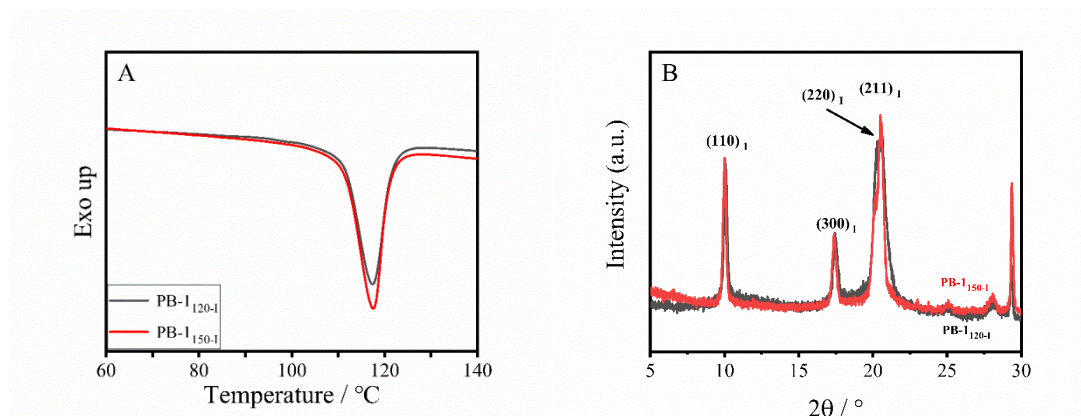 A
Exo up
PB-1120-I
PB-1150-I
60
80
100
120
140
Temperature / °C
B
Intensity (a.u.)
(110) I
(300) I
(220) I
(211) I
PB-1150-I
PB-1120-I
5
10
15
20
25
30
2θ / °